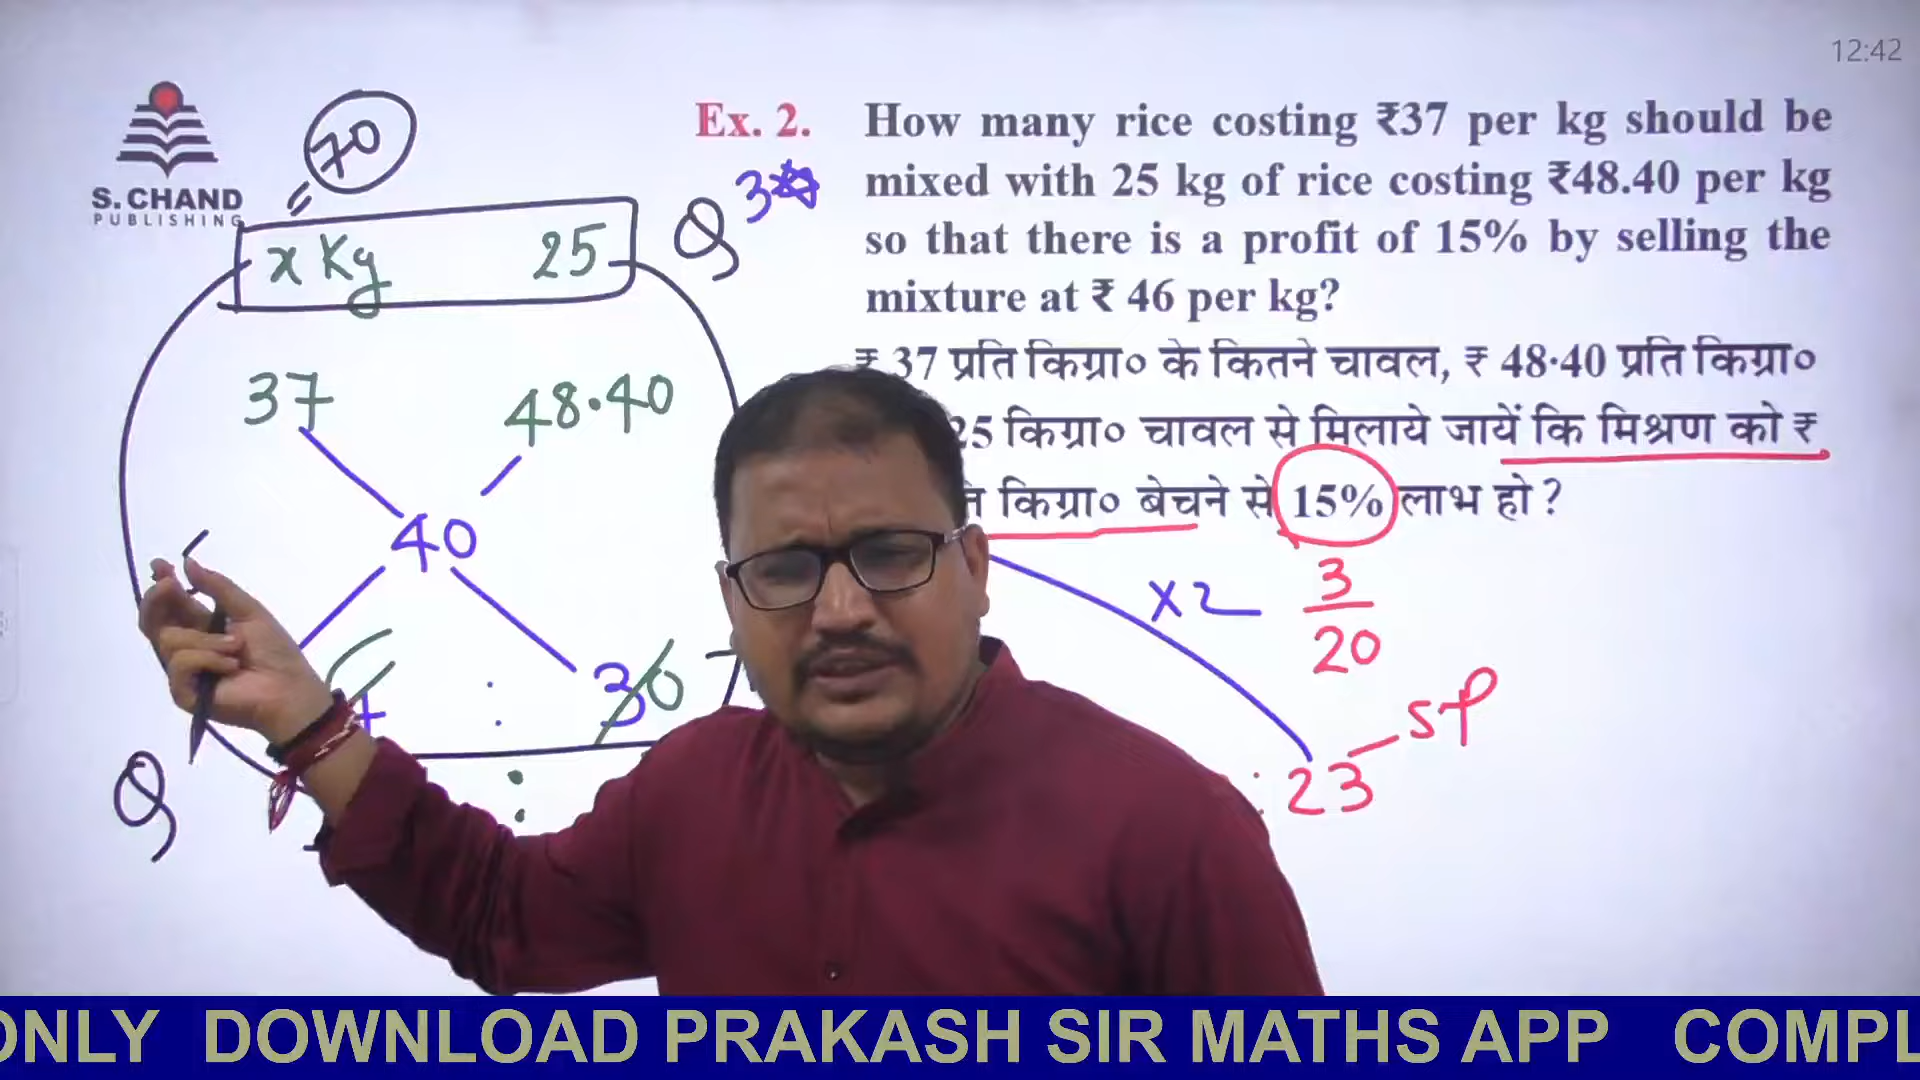 12:42
S. CHAND
PUBLISHING
70
x Kg 25
Q 3
37
48.40
40
36
Q
Ex. 2. How many rice costing ₹37 per kg should be
mixed with 25 kg of rice costing ₹48.40 per kg
so that there is a profit of 15% by selling the
mixture at ₹ 46 per kg?
₹ 37 प्रति किग्रा० के कितने चावल, ₹ 48·40 प्रति किग्रा०
25 किग्रा० चावल से मिलाये जायें कि मिश्रण को ₹
किग्रा० बेचने से 15% लाभ हो ?
x2
3
20
SP
: 23
ONLY DOWNLOAD PRAKASH SIR MATHS APP COMPL